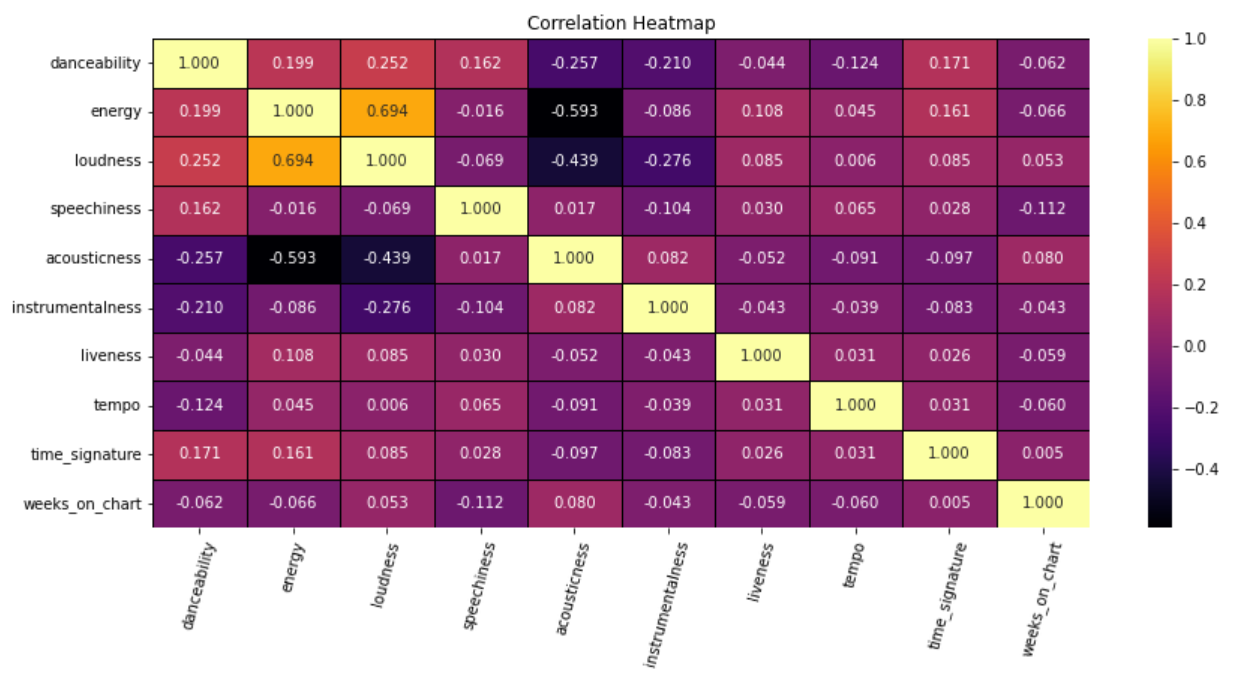 Correlation Heatmap
danceability 1.000 0.199 0.252 0.162 -0.257 -0.210 -0.044 -0.124 0.171 -0.062
energy 0.199 1.000 0.694 -0.016 -0.593 -0.086 0.108 0.045 0.161 -0.066
loudness 0.252 0.694 1.000 -0.069 -0.439 -0.276 0.085 0.006 0.085 0.053
speechiness 0.162 -0.016 -0.069 1.000 0.017 -0.104 0.030 0.065 0.028 -0.112
acousticness -0.257 -0.593 -0.439 0.017 1.000 0.082 -0.052 -0.091 -0.097 0.080
instrumentalness -0.210 -0.086 -0.276 -0.104 0.082 1.000 -0.043 -0.039 -0.083 -0.043
liveness -0.044 0.108 0.085 0.030 -0.052 -0.043 1.000 0.031 0.026 -0.059
tempo -0.124 0.045 0.006 0.065 -0.091 -0.039 0.031 1.000 0.031 -0.060
time_signature 0.171 0.161 0.085 0.028 -0.097 -0.083 0.026 0.031 1.000 0.005
weeks_on_chart -0.062 -0.066 0.053 -0.112 0.080 -0.043 -0.059 -0.060 0.005 1.000
danceability energy loudness speechiness acousticness instrumentalness liveness tempo time_signature weeks_on_chart
1.0
0.8
0.6
0.4
0.2
0.0
−0.2
−0.4